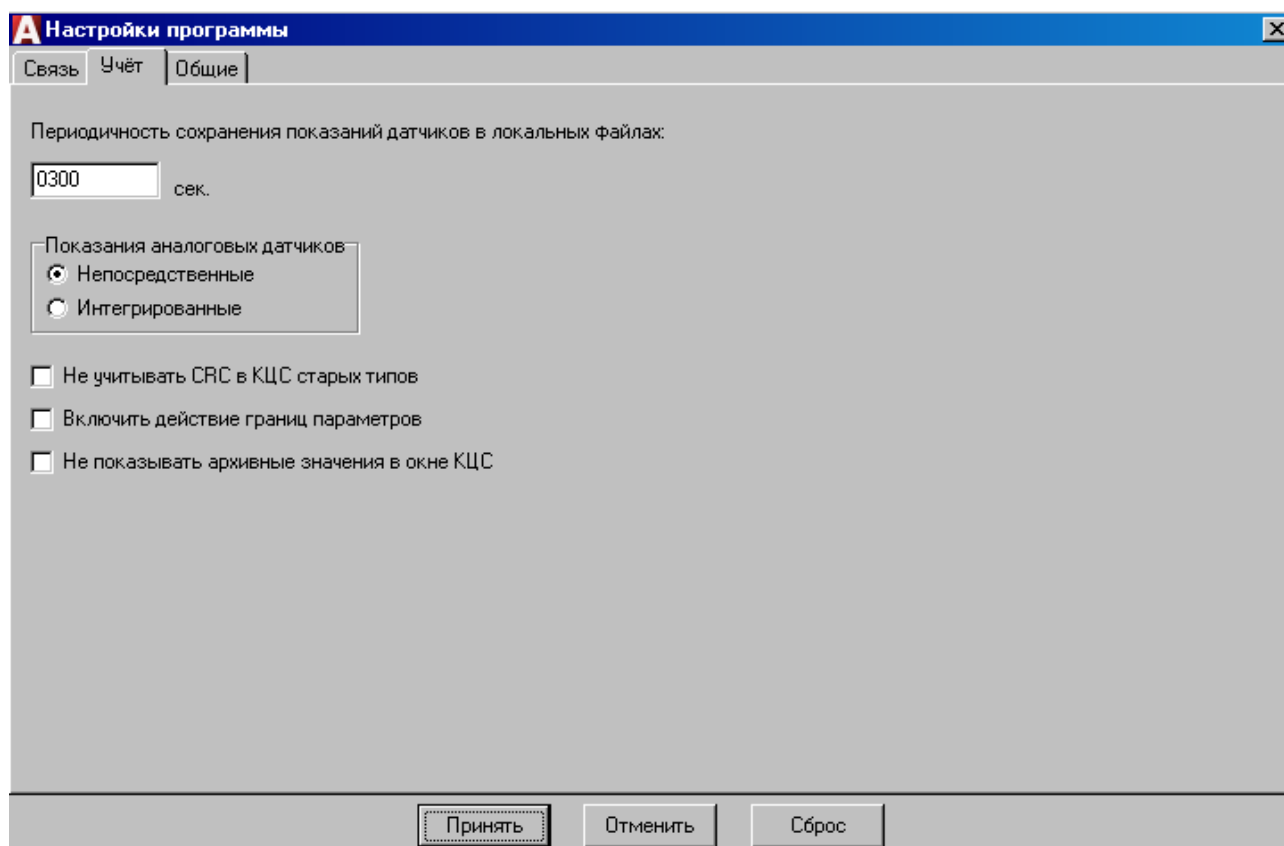 Настройки программы
Связь Учёт Общие
Периодичность сохранения показаний датчиков в локальных файлах:
0300 сек.
Показания аналоговых датчиков
Непосредственные
Интегрированные
Не учитывать CRC в КЦС старых типов
Включить действие границ параметров
Не показывать архивные значения в окне КЦС
Принять Отменить Сброс